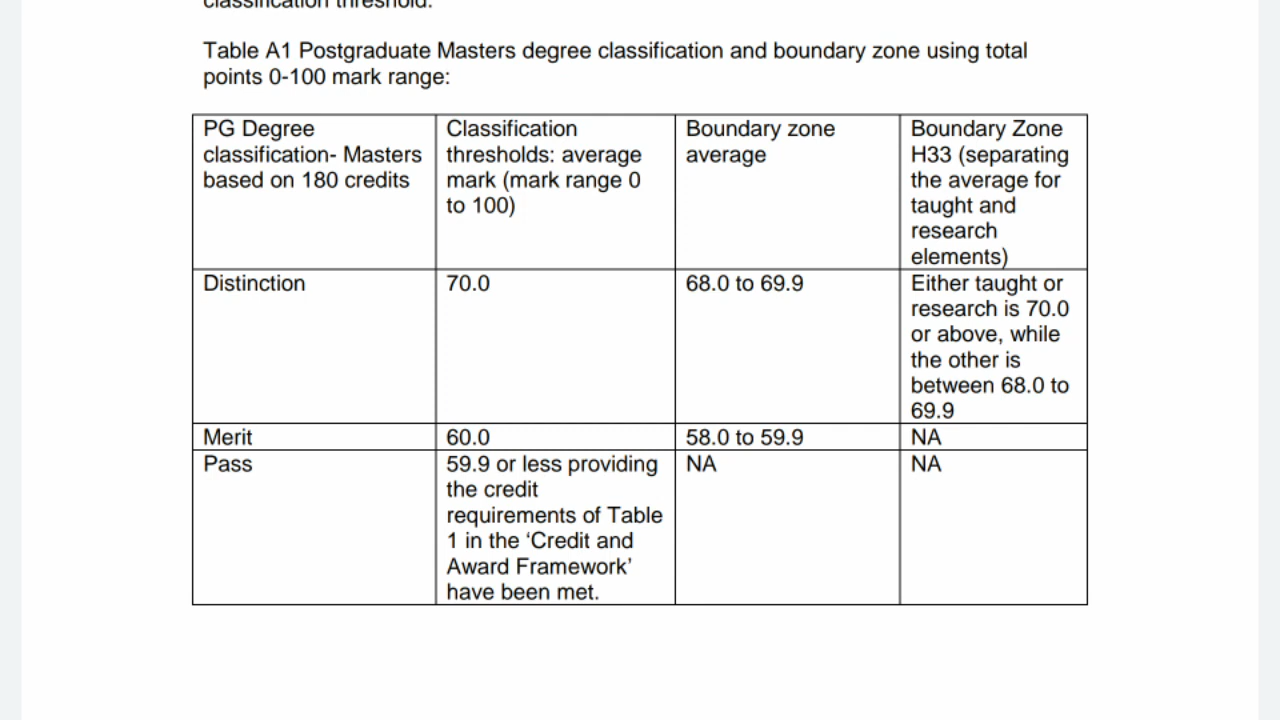 classification threshold.
Table A1 Postgraduate Masters degree classification and boundary zone using total
points 0-100 mark range:
PG Degree
classification- Masters
based on 180 credits
Classification
thresholds: average
mark (mark range 0
to 100)
Boundary zone
average
Boundary Zone
H33 (separating
the average for
taught and
research
elements)
Distinction
70.0
68.0 to 69.9
Either taught or
research is 70.0
or above, while
the other is
between 68.0 to
69.9
Merit
60.0
58.0 to 59.9
NA
Pass
59.9 or less providing
the credit
requirements of Table
1 in the ‘Credit and
Award Framework’
have been met.
NA
NA